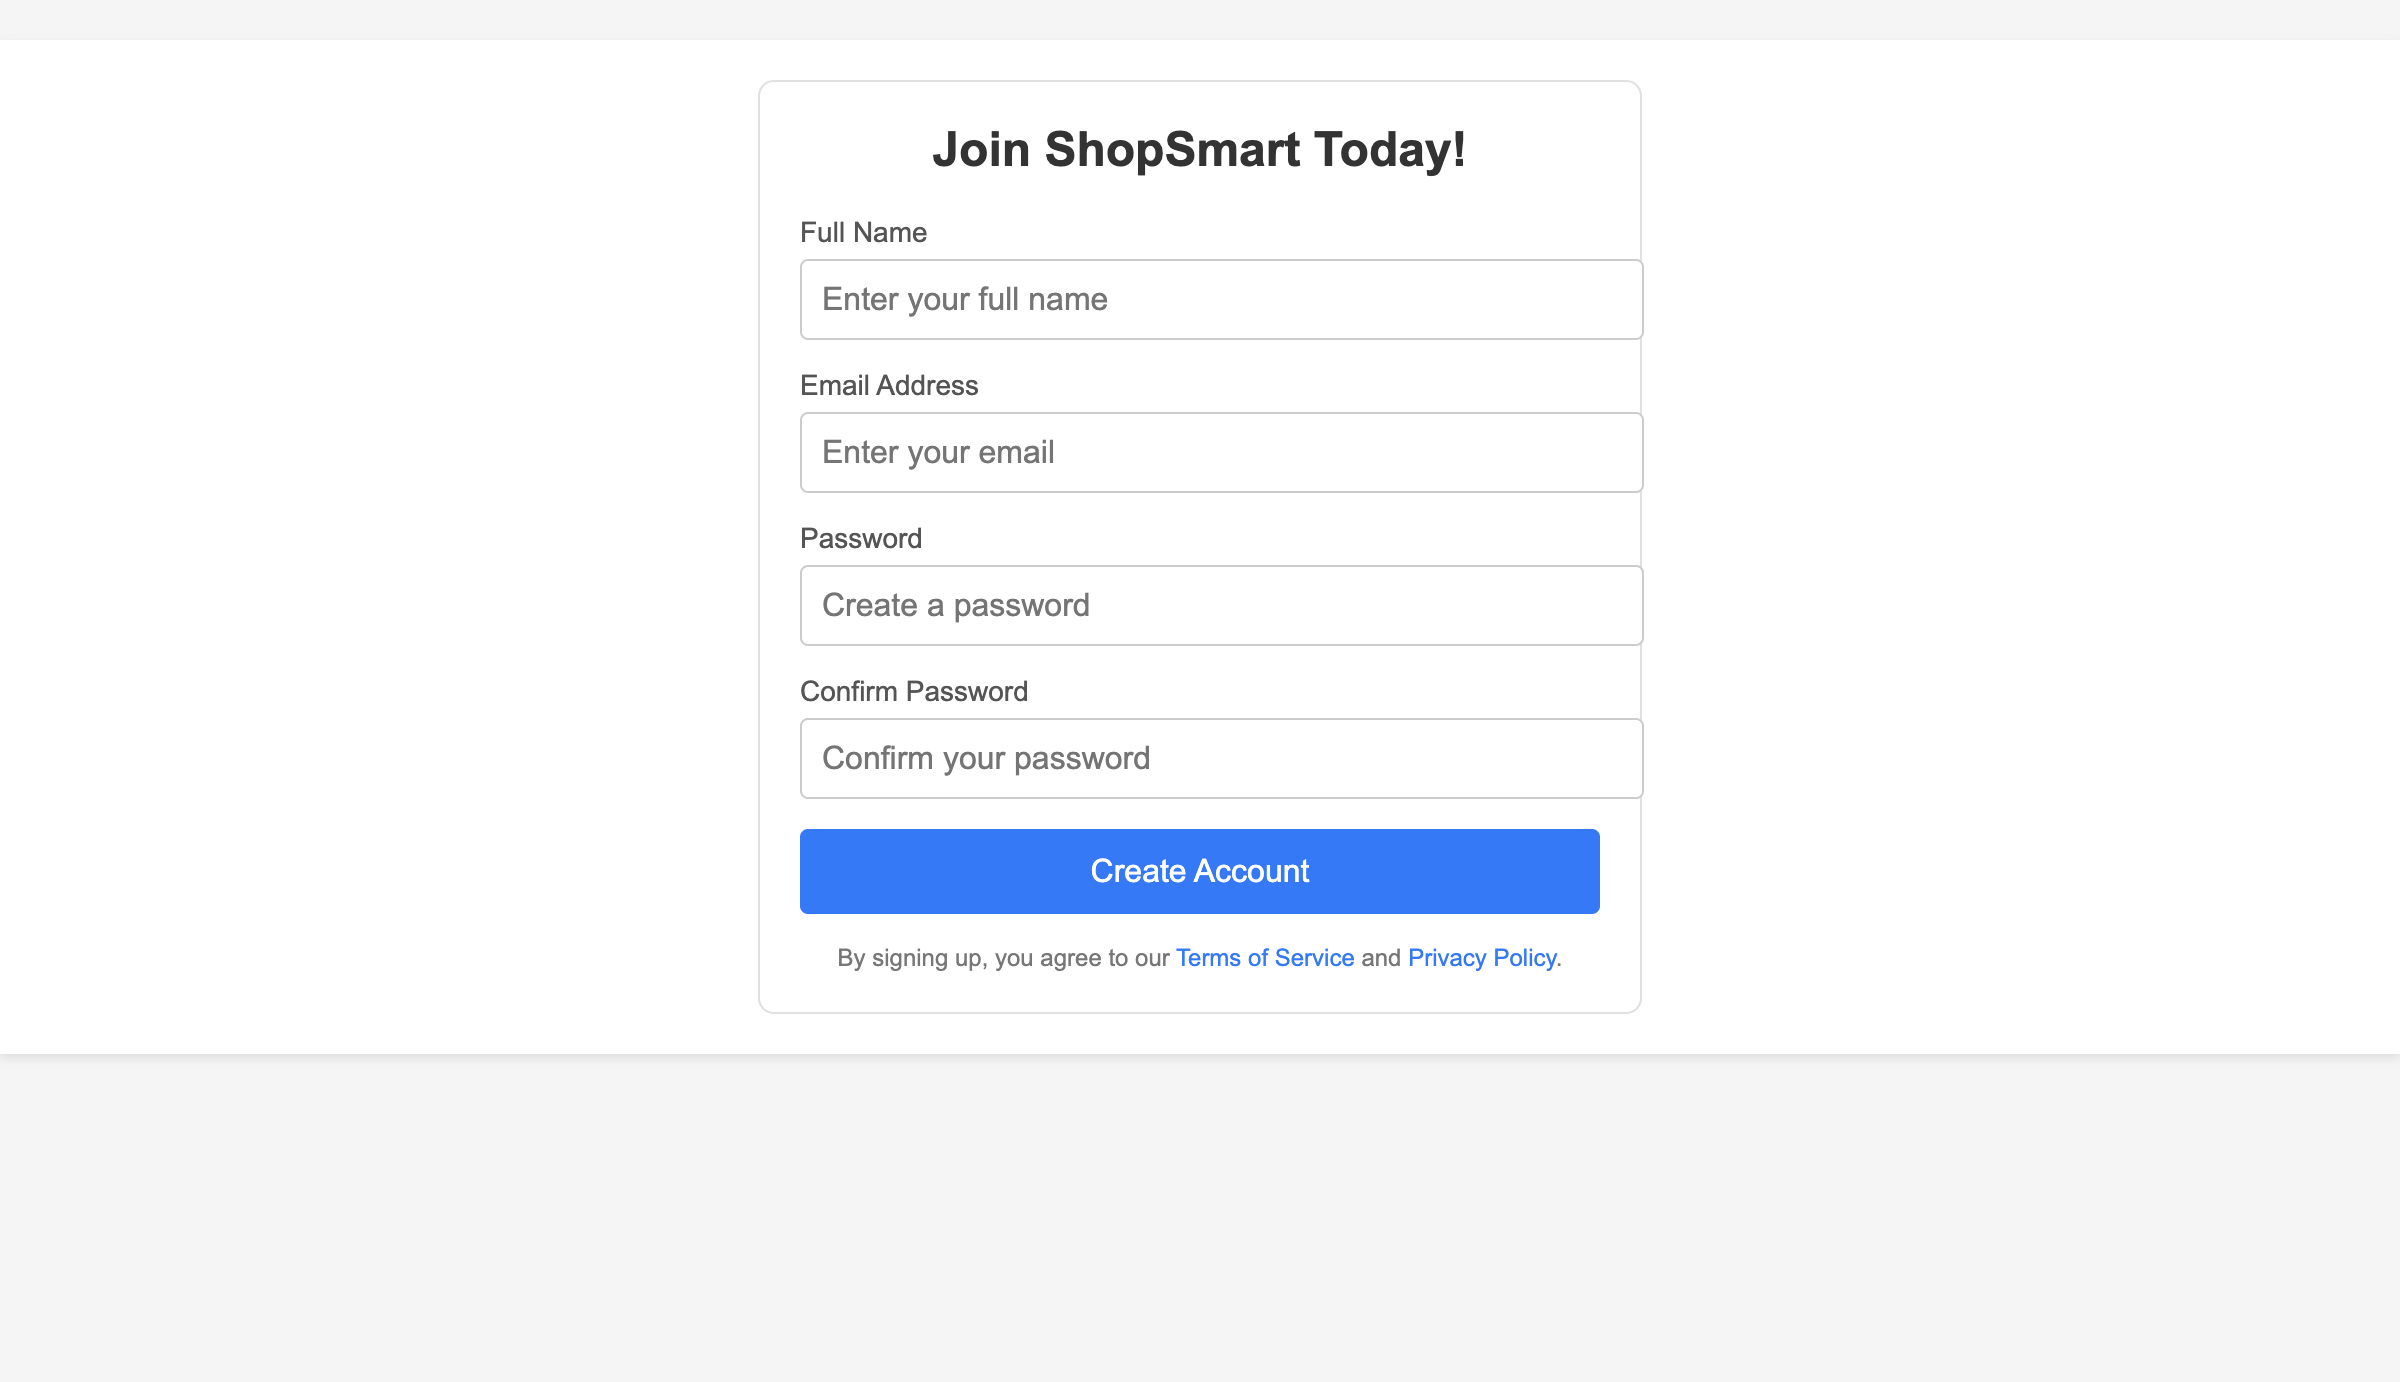 Join ShopSmart Today!
Full Name
Enter your full name
Email Address
Enter your email
Password
Create a password
Confirm Password
Confirm your password
Create Account
By signing up, you agree to our Terms of Service and Privacy Policy.